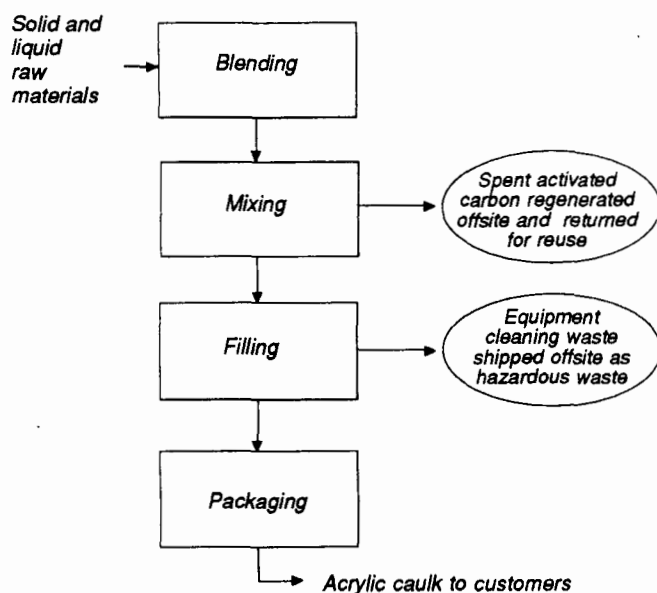 Solid and
liquid
raw
materials
Blending
Mixing
Spent activated
carbon regenerated
offsite and returned
for reuse
Filling
Equipment
cleaning waste
shipped offsite as
hazardous waste
Packaging
Acrylic caulk to customers